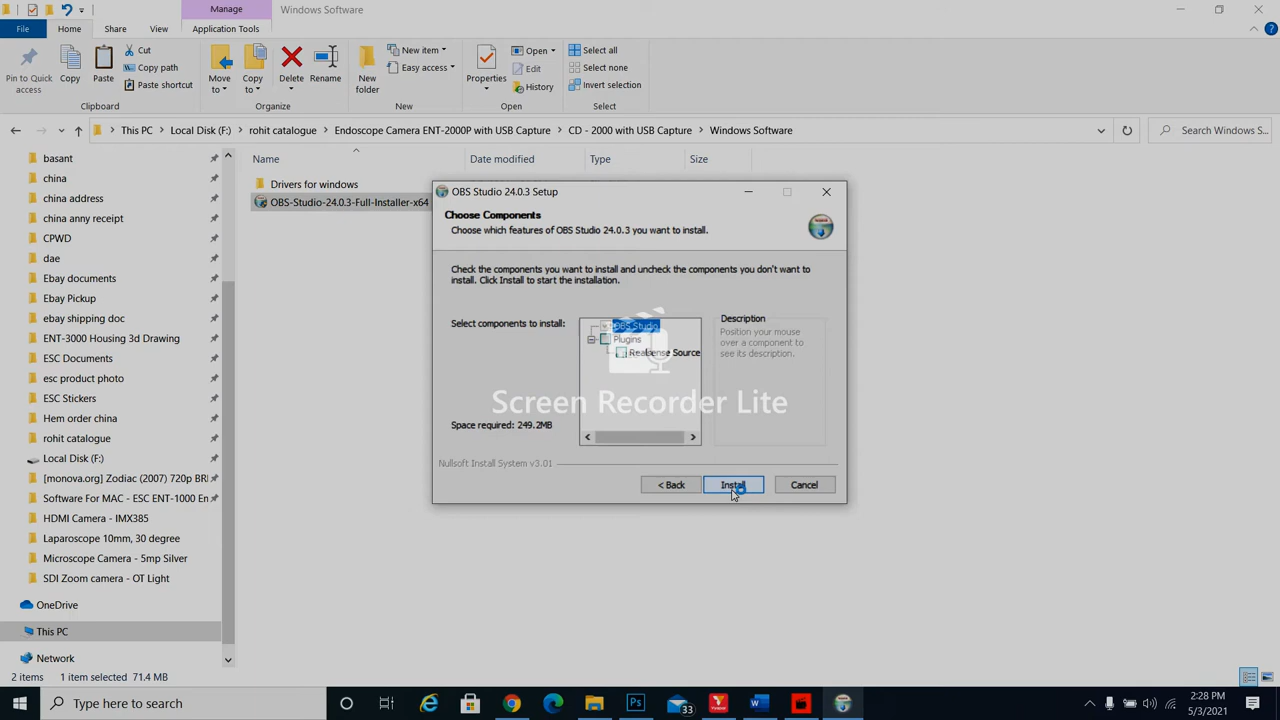 Manage
Windows Software
File
Home
Share
View
Application Tools
Pin to Quick access
Copy
Paste
Cut
Copy path
Paste shortcut
Move to
Copy to
Delete
Rename
New folder
New item
Easy access
Properties
Open
Edit
History
Select all
Select none
Invert selection
Clipboard
Organize
New
Open
Select
This PC > Local Disk (F:) > rohit catalogue > Endoscope Camera ENT-2000P with USB Capture > CD - 2000 with USB Capture > Windows Software
Search Windows S...
basant
china
china address
china anny receipt
CPWD
dae
Ebay documents
Ebay Pickup
ebay shipping doc
ENT-3000 Housing 3d Drawing
ESC Documents
esc product photo
ESC Stickers
Hem order china
rohit catalogue
Local Disk (F:)
[monova.org] Zodiac (2007) 720p BR
Software For MAC - ESC ENT-1000 En
HDMI Camera - IMX385
Laparoscope 10mm, 30 degree
Microscope Camera - 5mp Silver
SDI Zoom camera - OT Light
OneDrive
This PC
Network
Name
Date modified
Type
Size
Drivers for windows
OBS-Studio-24.0.3-Full-Installer-x64
OBS Studio 24.0.3 Setup
Choose Components
Choose which features of OBS Studio 24.0.3 you want to install.
Check the components you want to install and uncheck the components you don't want to
install. Click Install to start the installation.
Select components to install:
OBS Studio
Plugins
Realsense Source
Description
Position your mouse
over a component to
see its description.
Screen Recorder Lite
Space required: 249.2MB
Nullsoft Install System v3.01
< Back
Install
Cancel
2 items
1 item selected 71.4 MB
Type here to search
Ps
33
W
2:28 PM
5/3/2021